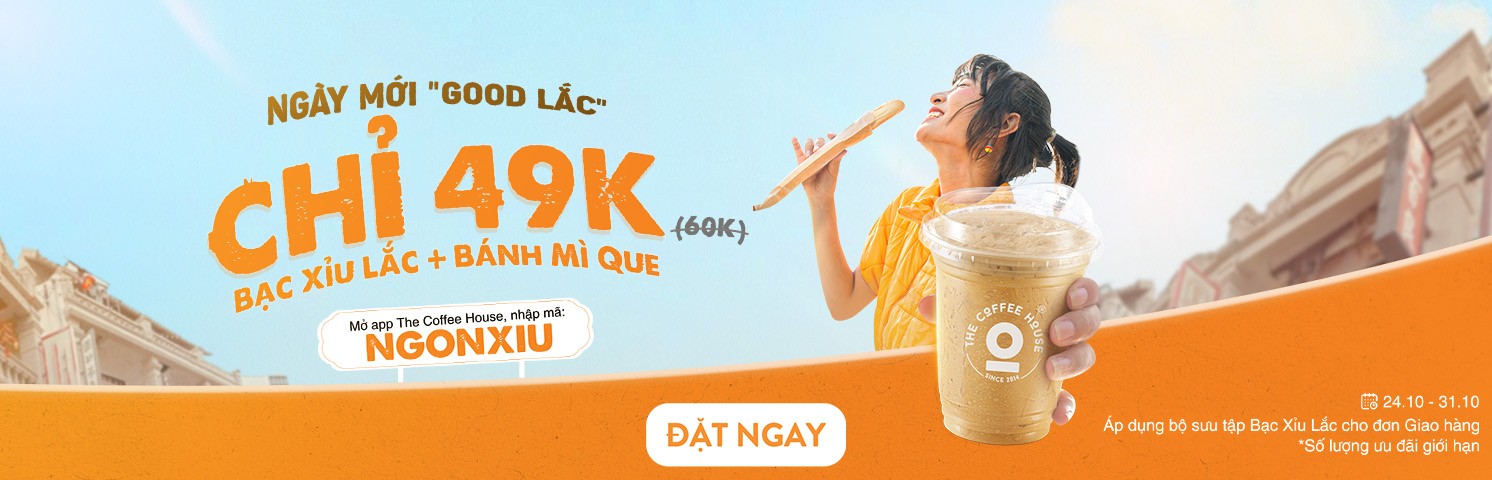 NGÀY MỚI "GOOD LẮC"
CHỈ 49K
(60K)
BẠC XỈU LẮC + BÁNH MÌ QUE
Mở app The Coffee House, nhập mã:
NGONXIU
THE COFFEE HOUSE
SINCE 2014
ĐẶT NGAY
24.10 - 31.10
Áp dụng bộ sưu tập Bạc Xỉu Lắc cho đơn Giao hàng
*Số lượng ưu đãi giới hạn